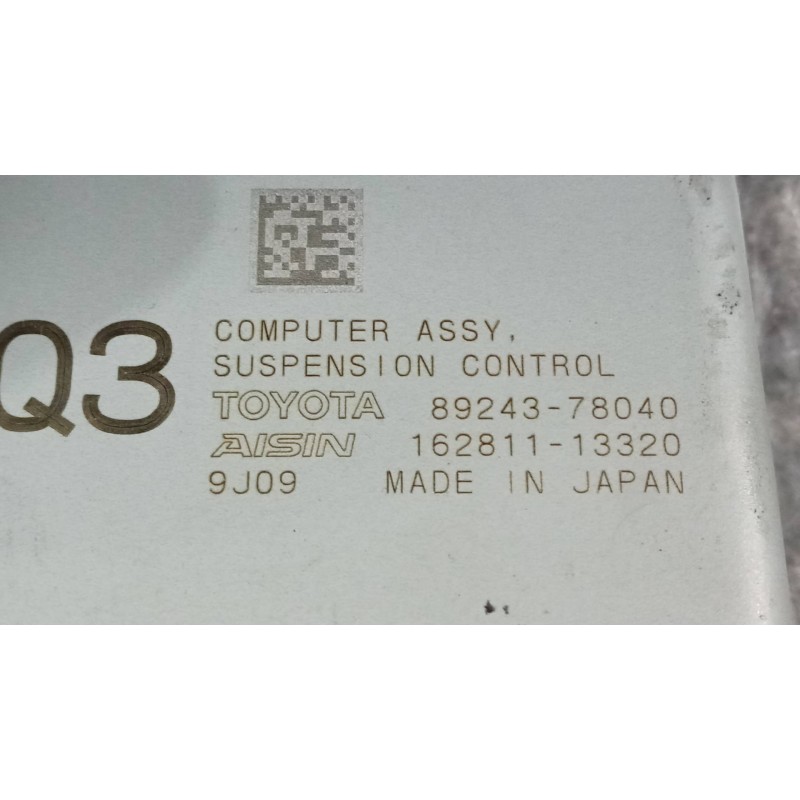 Q3
COMPUTER ASSY,
SUSPENSION CONTROL
TOYOTA 89243-78040
AISIN 162811-13320
9J09 MADE IN JAPAN